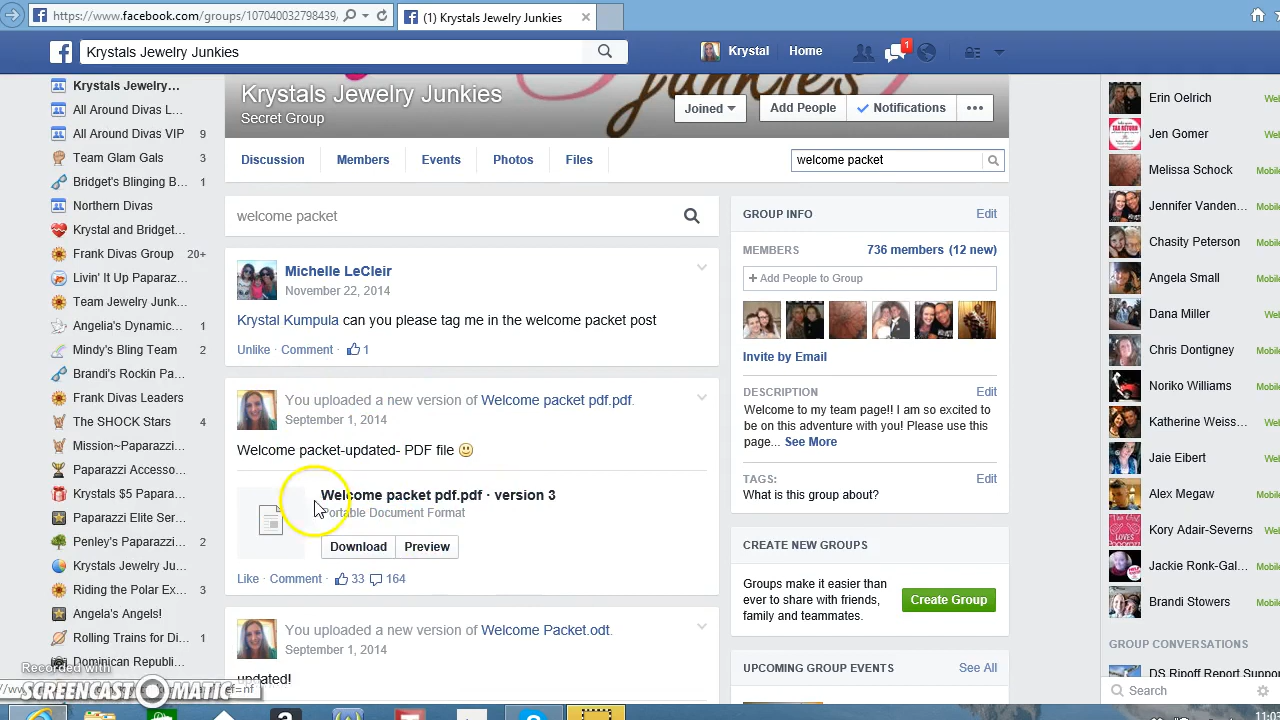 https://www.facebook.com/groups/107040032798439,
(1) Krystals Jewelry Junkies
Krystals Jewelry Junkies
Krystal
Home
1
Krystals Jewelry...
All Around Divas L...
All Around Divas VIP 9
Team Glam Gals 3
Bridget's Blinging B... 1
Northern Divas
Krystal and Bridget...
Frank Divas Group 20+
Livin' It Up Paparaz...
Team Jewelry Junk...
Angelia's Dynamic... 1
Mindy's Bling Team 2
Brandi's Rockin Pa...
Frank Divas Leaders
The SHOCK Stars 4
Mission~Paparazzi...
Paparazzi Accesso...
Krystals $5 Papara...
Paparazzi Elite Ser...
Penley's Paparazzi... 2
Krystals Jewelry Ju...
Riding the Polar Ex... 3
Angela's Angels!
Rolling Trains for Di... 1
Dominican Republi...
Recorded with
SCREENCAST-O-MATIC
Krystals Jewelry Junkies
Secret Group
Joined
Add People
Notifications
Discussion
Members
Events
Photos
Files
welcome packet
welcome packet
Michelle LeCleir
November 22, 2014
Krystal Kumpula can you please tag me in the welcome packet post
Unlike · Comment · 1
You uploaded a new version of Welcome packet pdf.pdf.
September 1, 2014
Welcome packet updated- PDF file
Welcome packet pdf.pdf · version 3
Portable Document Format
Download
Preview
Like · Comment · 33 164
You uploaded a new version of Welcome Packet.odt.
September 1, 2014
updated!
GROUP INFO
Edit
MEMBERS
736 members (12 new)
+ Add People to Group
Invite by Email
DESCRIPTION
Edit
Welcome to my team page!! I am so excited to
be on this adventure with you! Please use this
page... See More
TAGS:
Edit
What is this group about?
CREATE NEW GROUPS
Groups make it easier than
ever to share with friends,
family and teammates.
Create Group
UPCOMING GROUP EVENTS
See All
Erin Oelrich
Jen Gomer
Melissa Schock
Jennifer Vanden...
Chasity Peterson
Angela Small
Dana Miller
Chris Dontigney
Noriko Williams
Katherine Weiss...
Jaie Eibert
Alex Megaw
Kory Adair-Severns
Jackie Ronk-Gal...
Brandi Stowers
GROUP CONVERSATIONS
DS Ripoff Report Suppo
Search